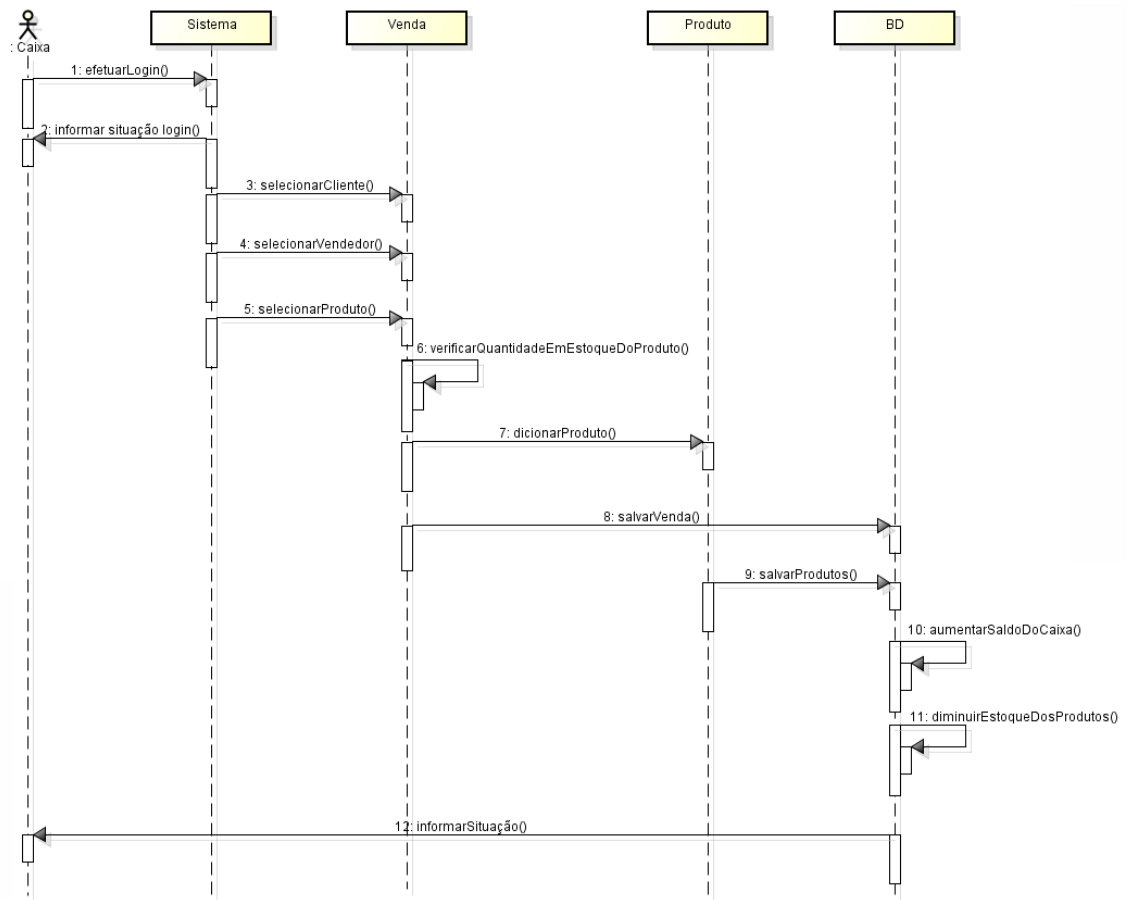 : Caixa
Sistema
Venda
Produto
BD
1: efetuarLogin()
2: informar situação login()
3: selecionarCliente()
4: selecionarVendedor()
5: selecionarProduto()
6: verificarQuantidadeEmEstoqueDoProduto()
7: dicionarProduto()
8: salvarVenda()
9: salvarProdutos()
10: aumentarSaldoDoCaixa()
11: diminuirEstoqueDosProdutos()
12: informarSituação()